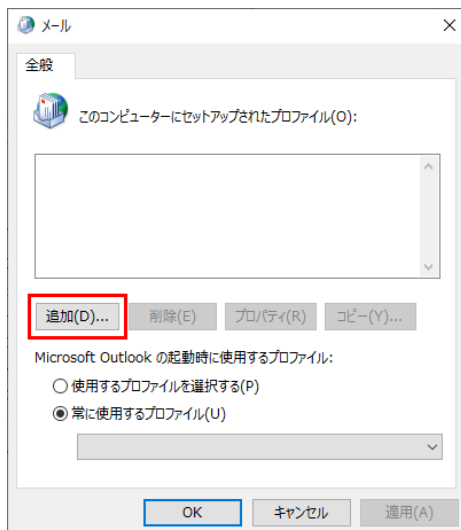 メール
全般
このコンピューターにセットアップされたプロファイル(O):
追加(D)... 削除(E) プロパティ(R) コピー(Y)...
Microsoft Outlook の起動時に使用するプロファイル:
使用するプロファイルを選択する(P)
常に使用するプロファイル(U)
OK キャンセル 適用(A)